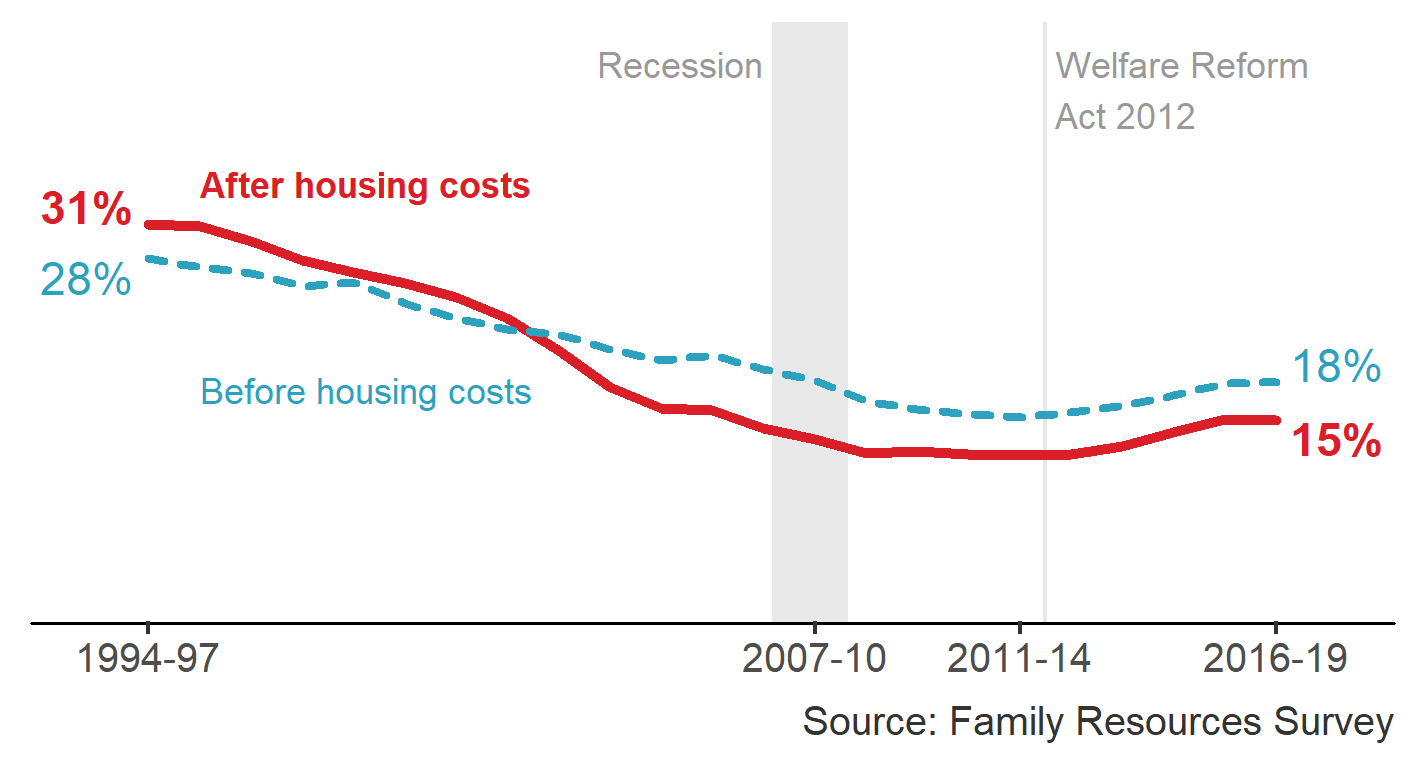 Recession
Welfare Reform
Act 2012
After housing costs
31%
28%
Before housing costs
18%
15%
1994-97
2007-10
2011-14
2016-19
Source: Family Resources Survey